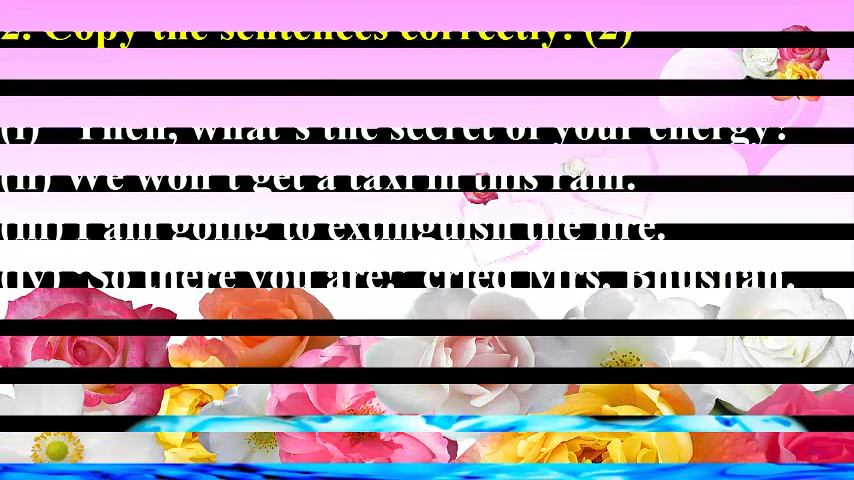 2. Copy the sentences correctly. (2)
(i) Then, what's the secret of your energy?
(ii) We won't get a taxi in this rain.
(iii) I am going to extinguish the fire.
(iv) 'So there you are?' cried Mrs. Bhushan.